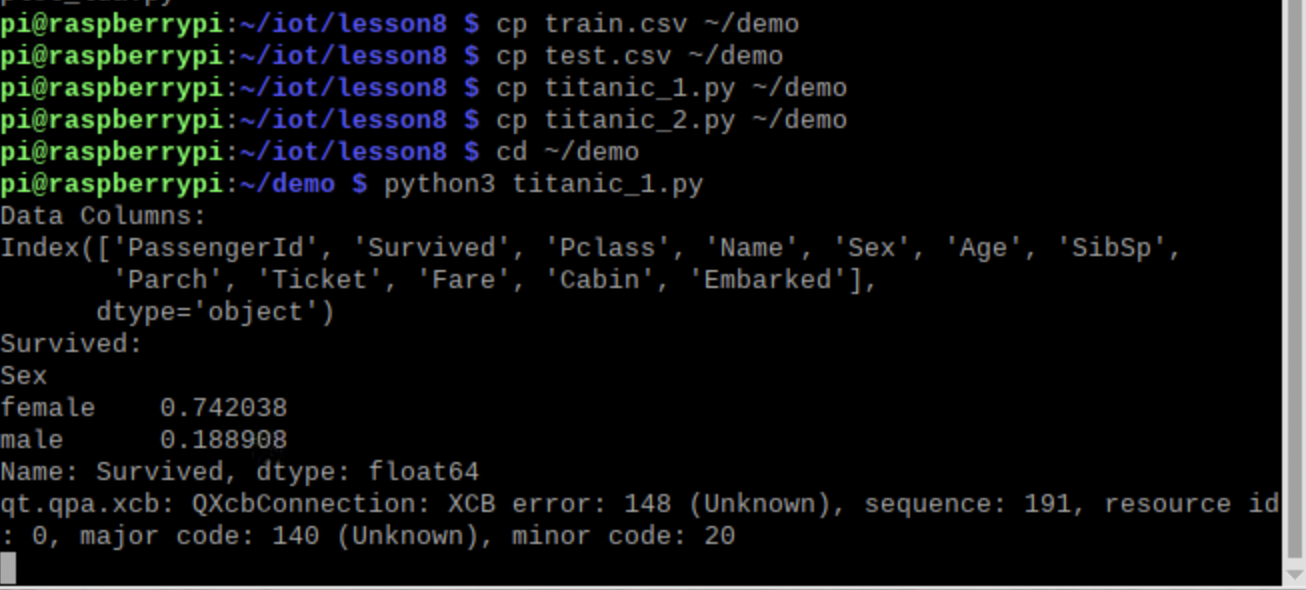 pi@raspberrypi:~/iot/lesson8 $ cp train.csv ~/demo
pi@raspberrypi:~/iot/lesson8 $ cp test.csv ~/demo
pi@raspberrypi:~/iot/lesson8 $ cp titanic_1.py ~/demo
pi@raspberrypi:~/iot/lesson8 $ cp titanic_2.py ~/demo
pi@raspberrypi:~/iot/lesson8 $ cd ~/demo
pi@raspberrypi:~/demo $ python3 titanic_1.py
Data Columns:
Index(['PassengerId', 'Survived', 'Pclass', 'Name', 'Sex', 'Age', 'SibSp',
       'Parch', 'Ticket', 'Fare', 'Cabin', 'Embarked'],
      dtype='object')
Survived:
Sex
female    0.742038
male      0.188908
Name: Survived, dtype: float64
qt.qpa.xcb: QXcbConnection: XCB error: 148 (Unknown), sequence: 191, resource id
: 0, major code: 140 (Unknown), minor code: 20